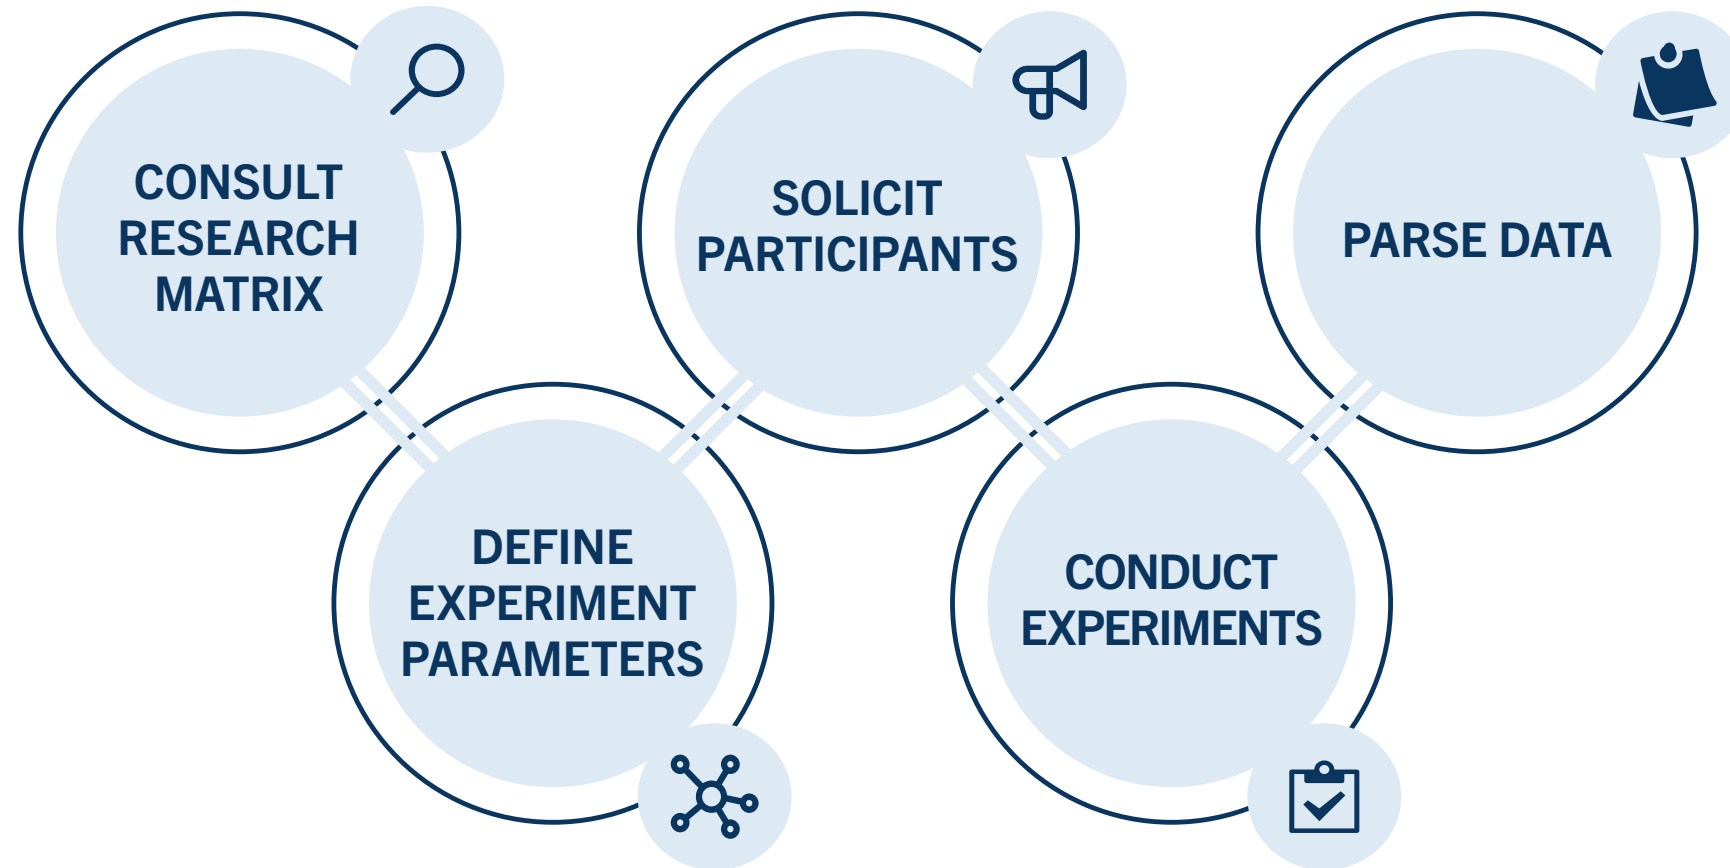 CONSULT
RESEARCH
MATRIX
DEFINE
EXPERIMENT
PARAMETERS
SOLICIT
PARTICIPANTS
CONDUCT
EXPERIMENTS
PARSE DATA